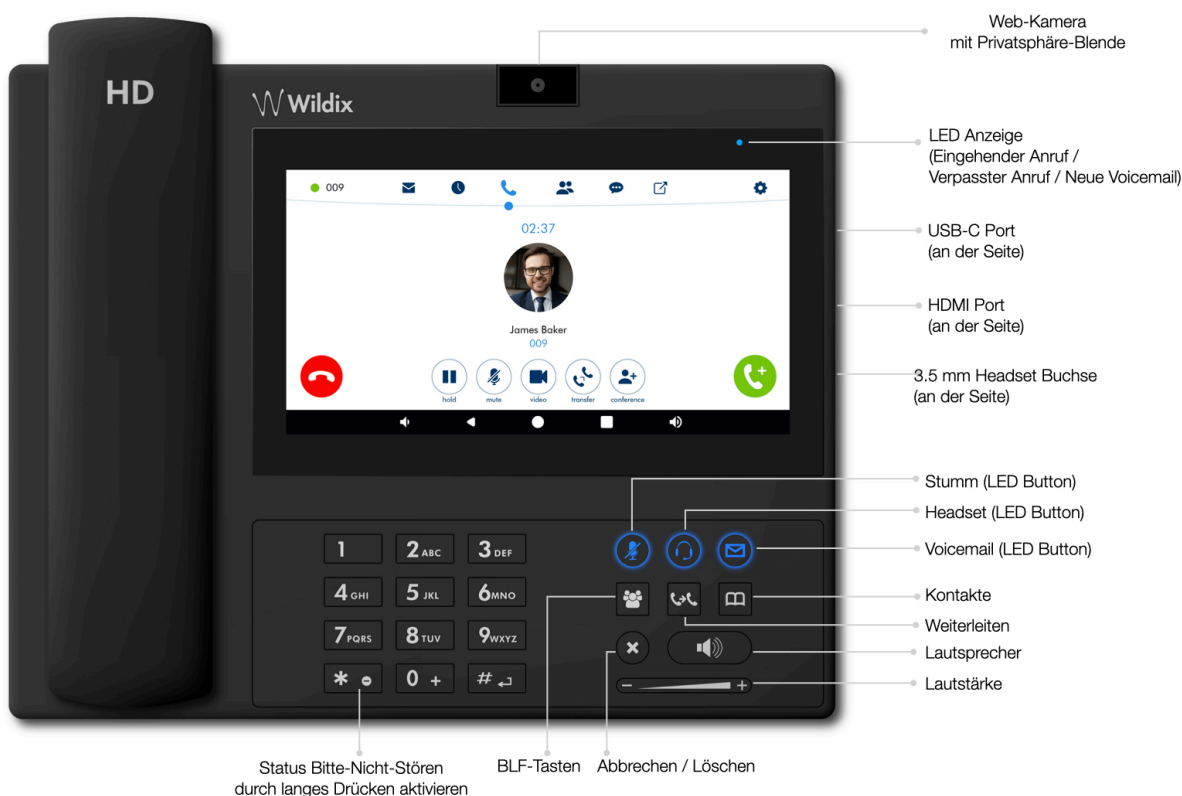 Web-Kamera
mit Privatsphäre-Blende
HD
Wildix
LED Anzeige
(Eingehender Anruf /
Verpasster Anruf / Neue Voicemail)
009
02:37
USB-C Port
(an der Seite)
HDMI Port
(an der Seite)
James Baker
009
hold
mute
video
transfer
conference
3.5 mm Headset Buchse
(an der Seite)
Stumm (LED Button)
Headset (LED Button)
Voicemail (LED Button)
1
2 ABC
3 DEF
4 GHI
5 JKL
6 MNO
7 PQRS
8 TUV
9 WXYZ
*
0 +
#
Kontakte
Weiterleiten
Lautsprecher
Lautstärke
- +
Status Bitte-Nicht-Stören
durch langes Drücken aktivieren
BLF-Tasten
Abbrechen / Löschen